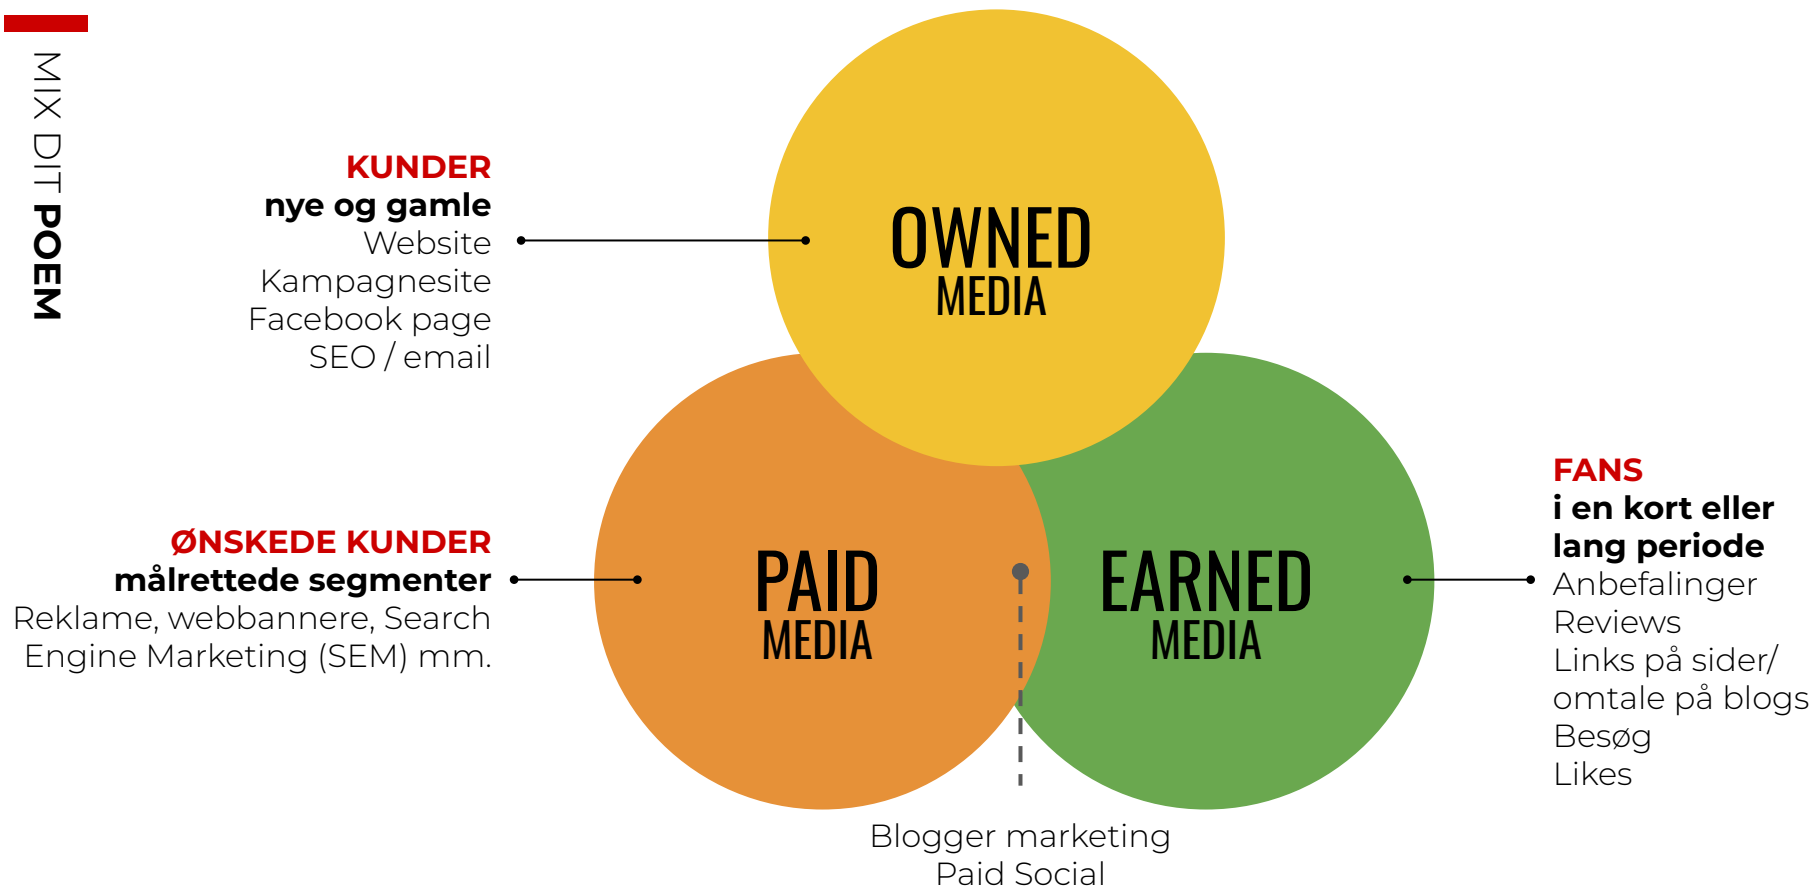 MIX DIT POEM
KUNDER
nye og gamle
Website
Kampagnesite
Facebook page
SEO / email
OWNED
MEDIA
ØNSKEDE KUNDER
målrettede segmenter
Reklame, webbannere, Search
Engine Marketing (SEM) mm.
PAID
MEDIA
EARNED
MEDIA
FANS
i en kort eller
lang periode
Anbefalinger
Reviews
Links på sider/
omtale på blogs
Besøg
Likes
Blogger marketing
Paid Social